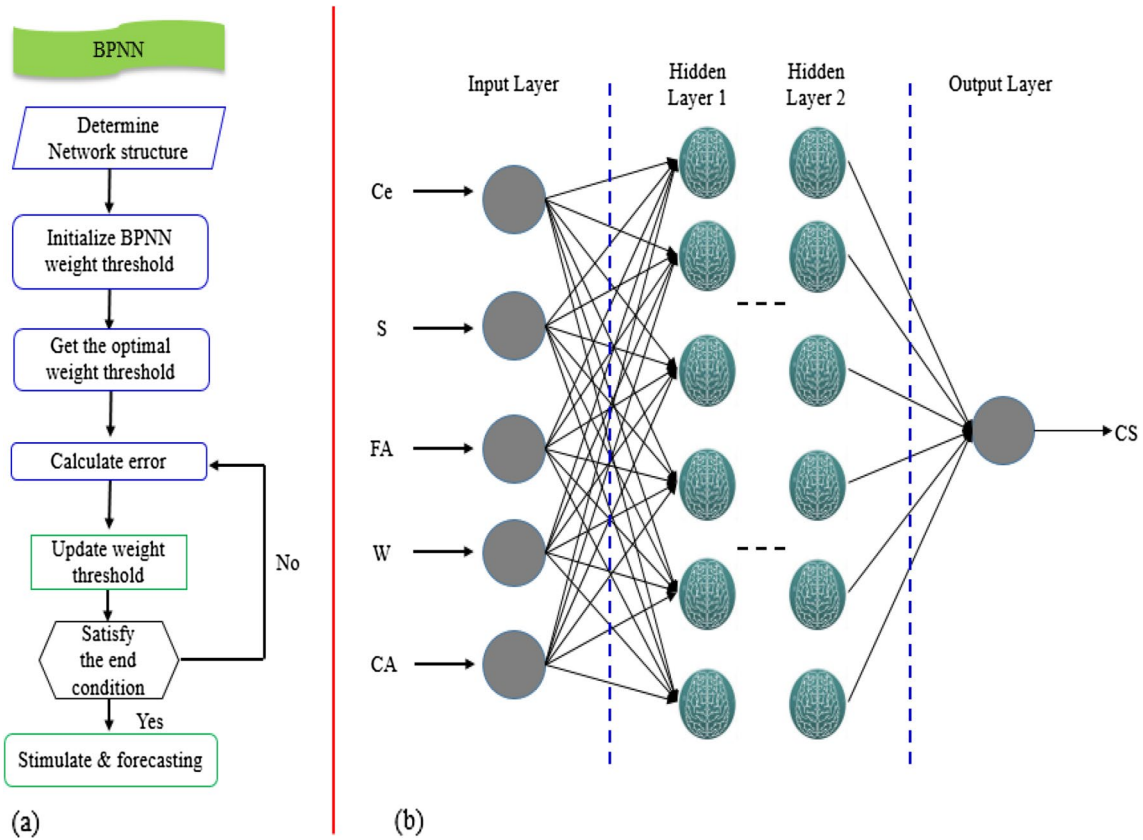 BPNN
Determine
Network structure
Initialize BPNN
weight threshold
Get the optimal
weight threshold
Calculate error
Update weight
threshold
No
Satisfy
the end
condition
Yes
Stimulate & forecasting
(a)
Input Layer
Hidden
Layer 1
Hidden
Layer 2
Output Layer
Ce
S
FA
W
CA
CS
(b)